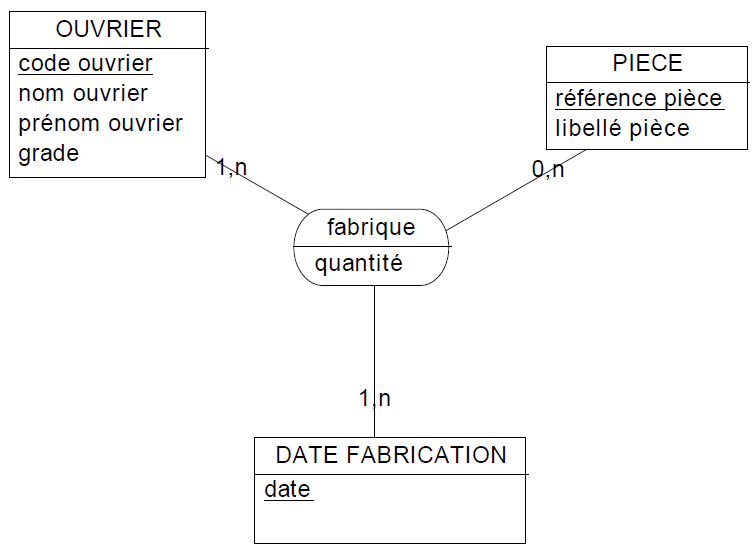 OUVRIER
code ouvrier
nom ouvrier
prénom ouvrier
grade
1,n
PIECE
référence pièce
libellé pièce
0,n
fabrique
quantité
1,n
DATE FABRICATION
date